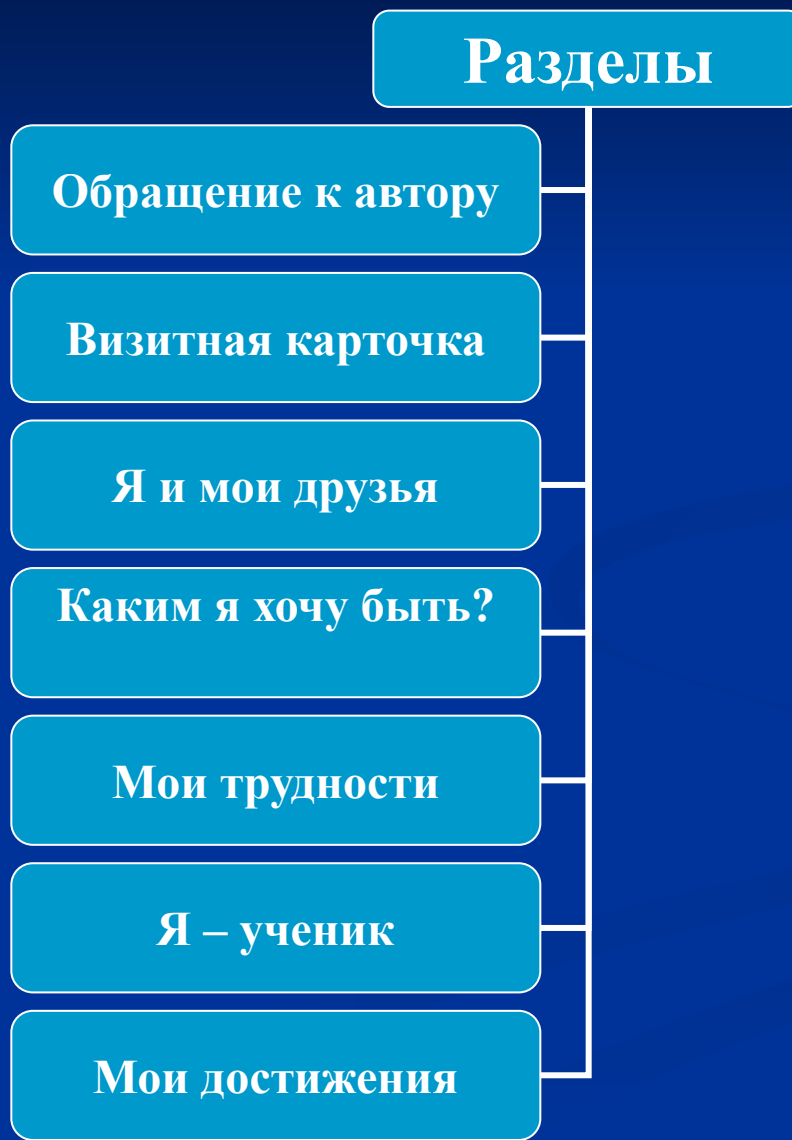 Разделы
Обращение к автору
Визитная карточка
Я и мои друзья
Каким я хочу быть?
Мои трудности
Я – ученик
Мои достижения